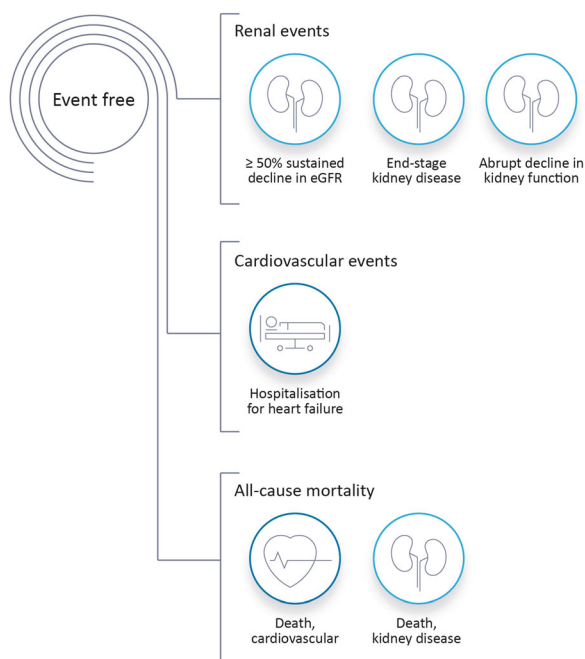 Renal events
Event free
≥ 50% sustained
decline in eGFR
End-stage
kidney disease
Abrupt decline in
kidney function
Cardiovascular events
Hospitalisation
for heart failure
All-cause mortality
Death,
cardiovascular
Death,
kidney disease